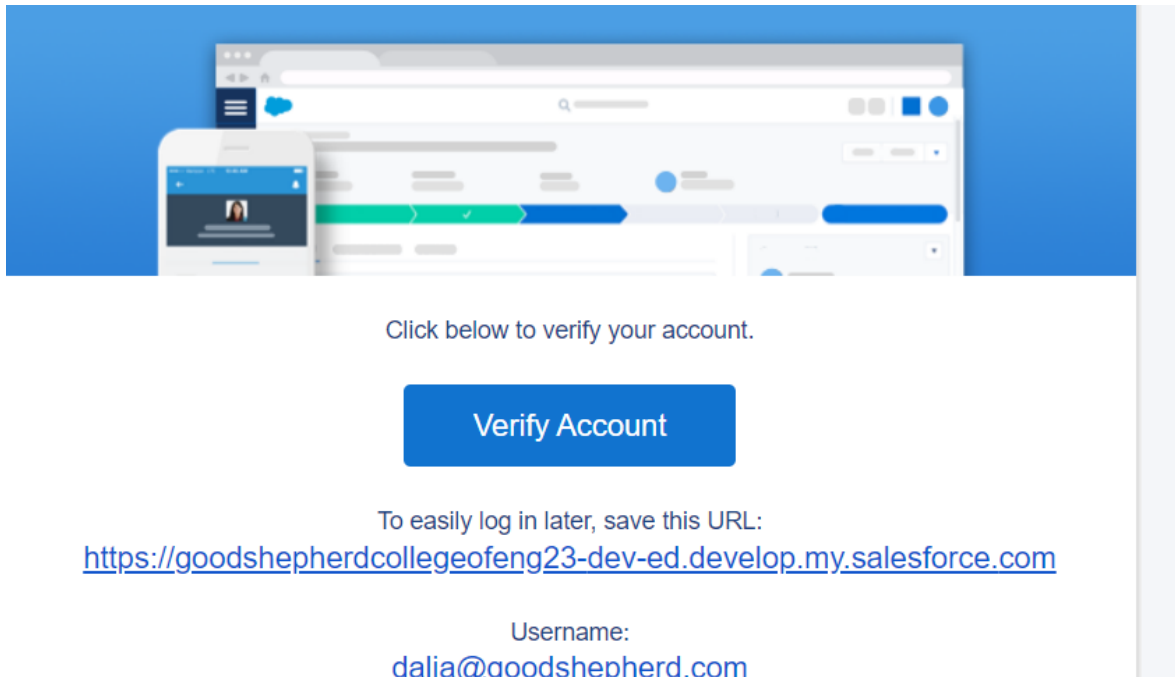 Click below to verify your account.
Verify Account
To easily log in later, save this URL:
https://goodshepherdcollegeofeng23-dev-ed.develop.my.salesforce.com
Username:
dalia@goodshepherd.com